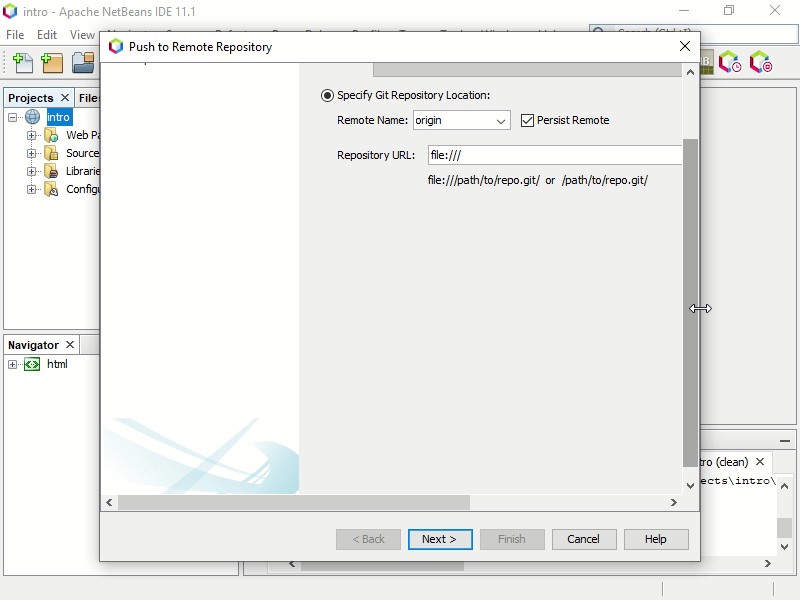 intro - Apache NetBeans IDE 11.1
File Edit View
Push to Remote Repository
Projects
Files
intro
Web Pa
Source
Librarie
Configu
Specify Git Repository Location:
Remote Name: origin Persist Remote
Repository URL: file:///
file:///path/to/repo.git/ or /path/to/repo.git/
Navigator
html
tro (clean)
ects\intro\
< Back Next > Finish Cancel Help